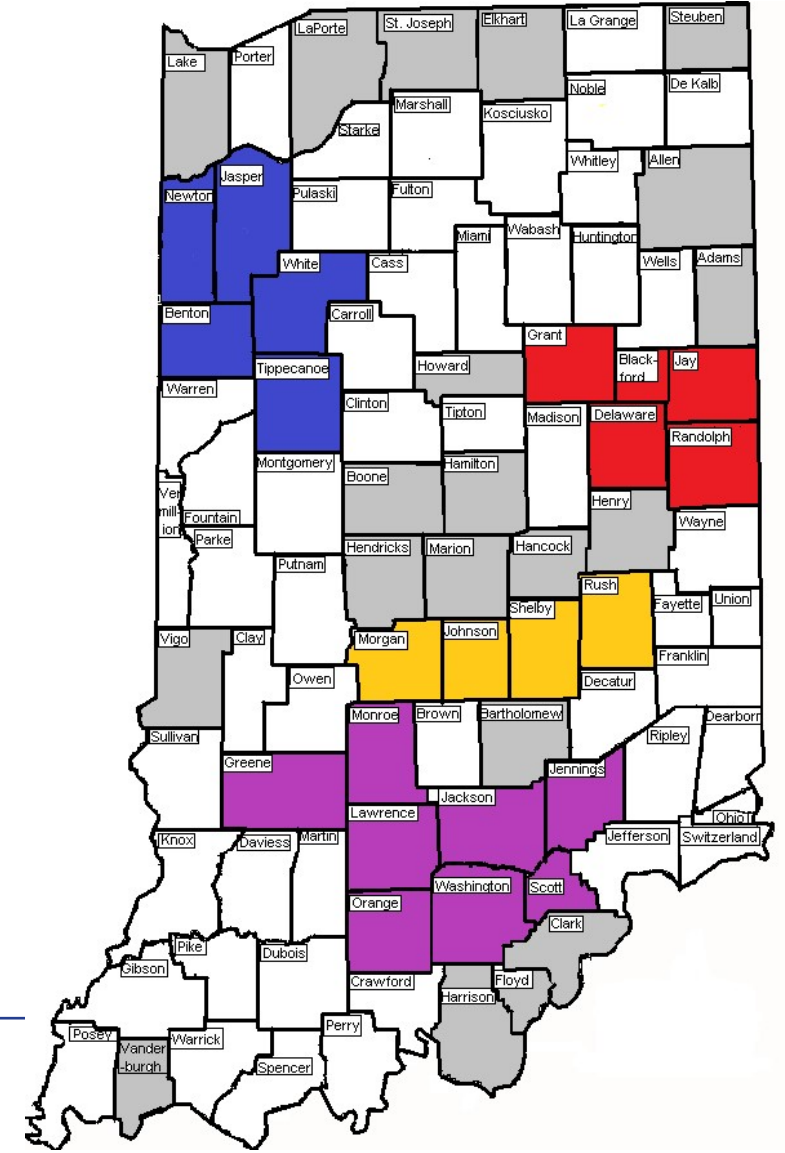 LaPorte
St. Joseph
Elkhart
La Grange
Steuben
Lake
Porter
Noble
De Kalb
Marshall
Kosciusko
Starke
Whitley
Allen
Jasper
Newton
Pulaski
Fulton
Miami
Wabash
Huntington
White
Cass
Wells
Adams
Benton
Carroll
Grant
Tippecanoe
Howard
Black-
ford
Jay
Warren
Clinton
Tipton
Madison
Delaware
Randolph
Montgomery
Boone
Hamilton
Ver
mill-
ion
Fountain
Henry
Wayne
Parke
Hendricks
Marion
Hancock
Putnam
Rush
Shelby
Fayette
Union
Vigo
Clay
Morgan
Johnson
Franklin
Owen
Decatur
Monroe
Brown
Bartholomew
Dearborn
Sullivan
Ripley
Greene
Jennings
Jackson
Lawrence
Ohio
Knox
Daviess
Martin
Jefferson
Switzerland
Washington
Scott
Orange
Clark
Pike
Dubois
Gibson
Crawford
Floyd
Harrison
Posey
Warrick
Perry
Vander
-burgh
Spencer